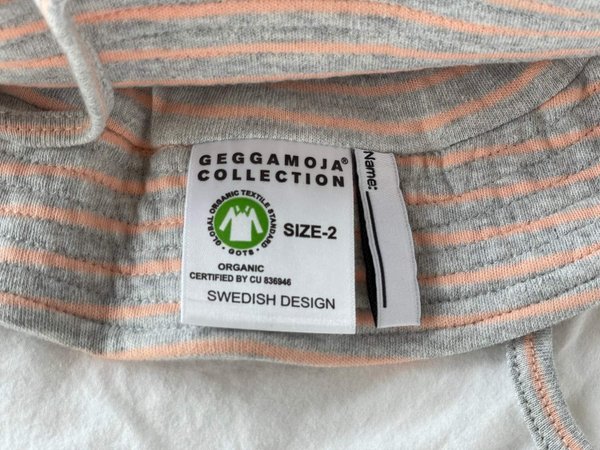 GEGGAMOJA®
COLLECTION
GLOBAL ORGANIC TEXTILE STANDARD
· GOTS ·
SIZE-2
ORGANIC
CERTIFIED BY CU 836946
SWEDISH DESIGN
Name: